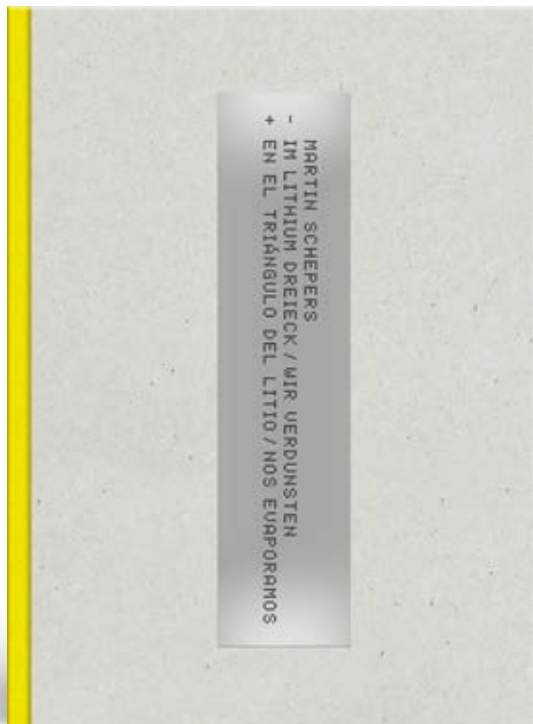 MARTIN SCHEPERS
- IM LITHIUM DREIECK/WIR VERDUNSTEN
+ EN EL TRIÁNGULO DEL LITIO/NOS EVAPORAMOS